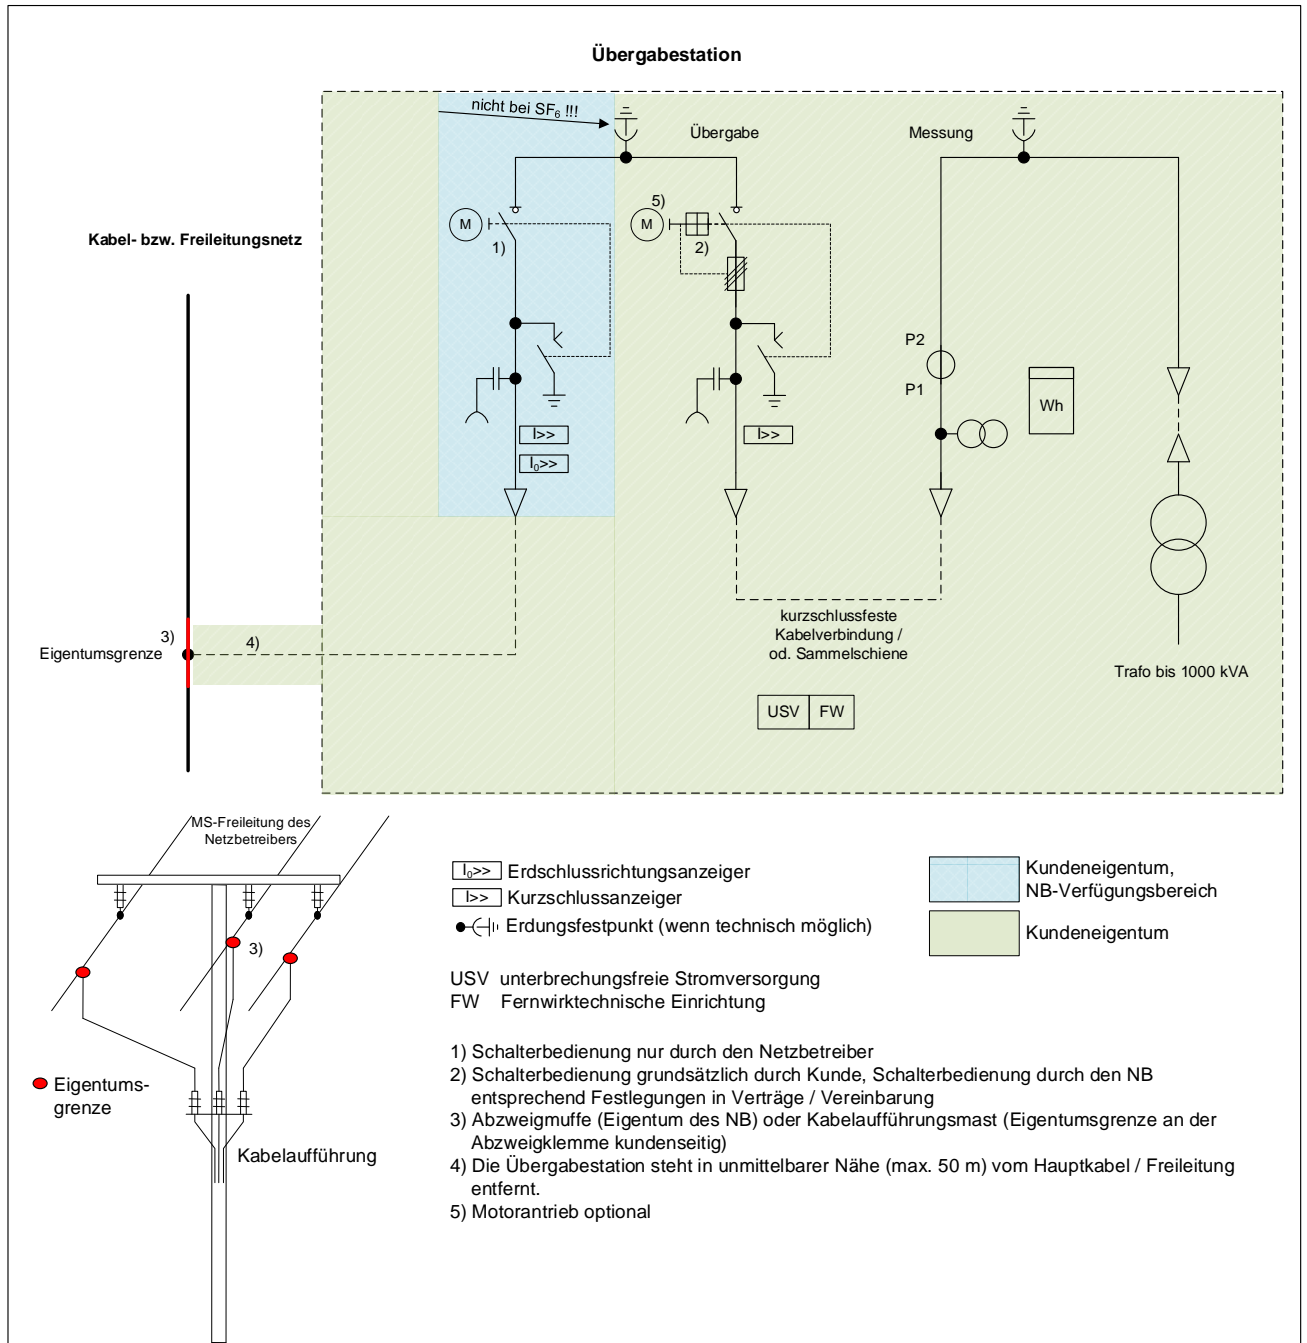 Übergabestation
nicht bei SF₆ !!!
Übergabe
Messung
5)
M
M
1)
2)
Kabel- bzw. Freileitungsnetz
P2
P1
Wh
I>>
I>>
I₀>>
3)
4)
Eigentumsgrenze
kurzschlussfeste
Kabelverbindung /
od. Sammelschiene
Trafo bis 1000 kVA
USV FW
MS-Freileitung des
Netzbetreibers
3)
Eigentums-
grenze
Kabelaufführung
I₀>> Erdschlussrichtungsanzeiger
I>> Kurzschlussanzeiger
Erdungsfestpunkt (wenn technisch möglich)
Kundeneigentum,
NB-Verfügungsbereich
Kundeneigentum
USV unterbrechungsfreie Stromversorgung
FW Fernwirktechnische Einrichtung
1) Schalterbedienung nur durch den Netzbetreiber
2) Schalterbedienung grundsätzlich durch Kunde, Schalterbedienung durch den NB
entsprechend Festlegungen in Verträge / Vereinbarung
3) Abzweigmuffe (Eigentum des NB) oder Kabelaufführungsmast (Eigentumsgrenze an der
Abzweigklemme kundenseitig)
4) Die Übergabestation steht in unmittelbarer Nähe (max. 50 m) vom Hauptkabel / Freileitung
entfernt.
5) Motorantrieb optional